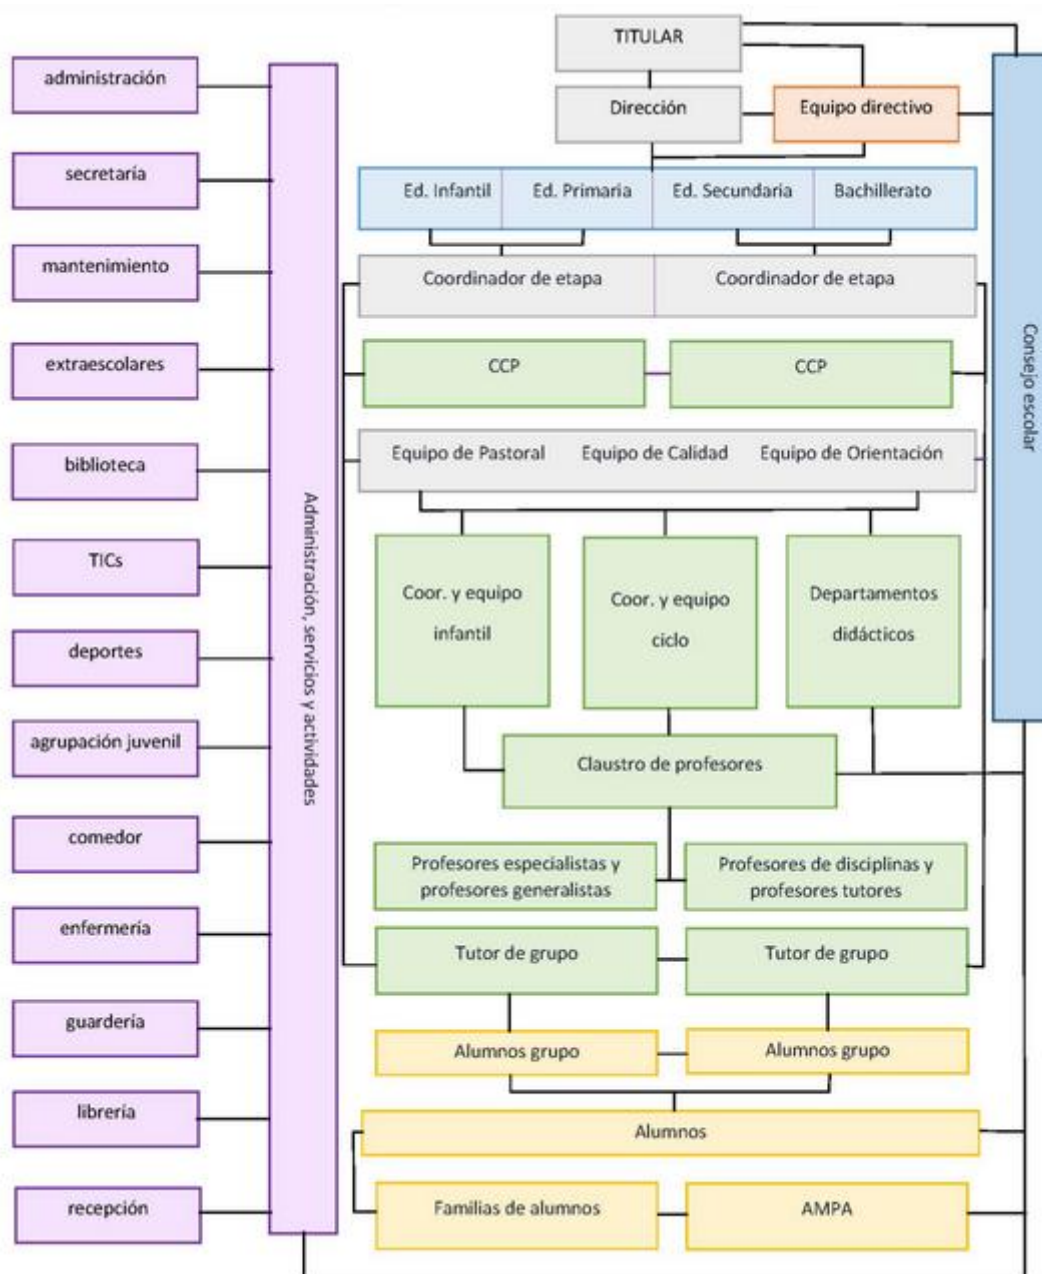 TITULAR
Dirección
Equipo directivo
Ed. Infantil
Ed. Primaria
Ed. Secundaria
Bachillerato
Coordinador de etapa
Coordinador de etapa
CCP
CCP
Equipo de Pastoral
Equipo de Calidad
Equipo de Orientación
Coor. y equipo
infantil
Coor. y equipo
ciclo
Departamentos
didácticos
Claustro de profesores
Profesores especialistas y
profesores generalistas
Profesores de disciplinas y
profesores tutores
Tutor de grupo
Tutor de grupo
Alumnos grupo
Alumnos grupo
Alumnos
Familias de alumnos
AMPA
Consejo escolar
Administración, servicios y actividades
administración
secretaría
mantenimiento
extraescolares
biblioteca
TICs
deportes
agrupación juvenil
comedor
enfermería
guardería
librería
recepción